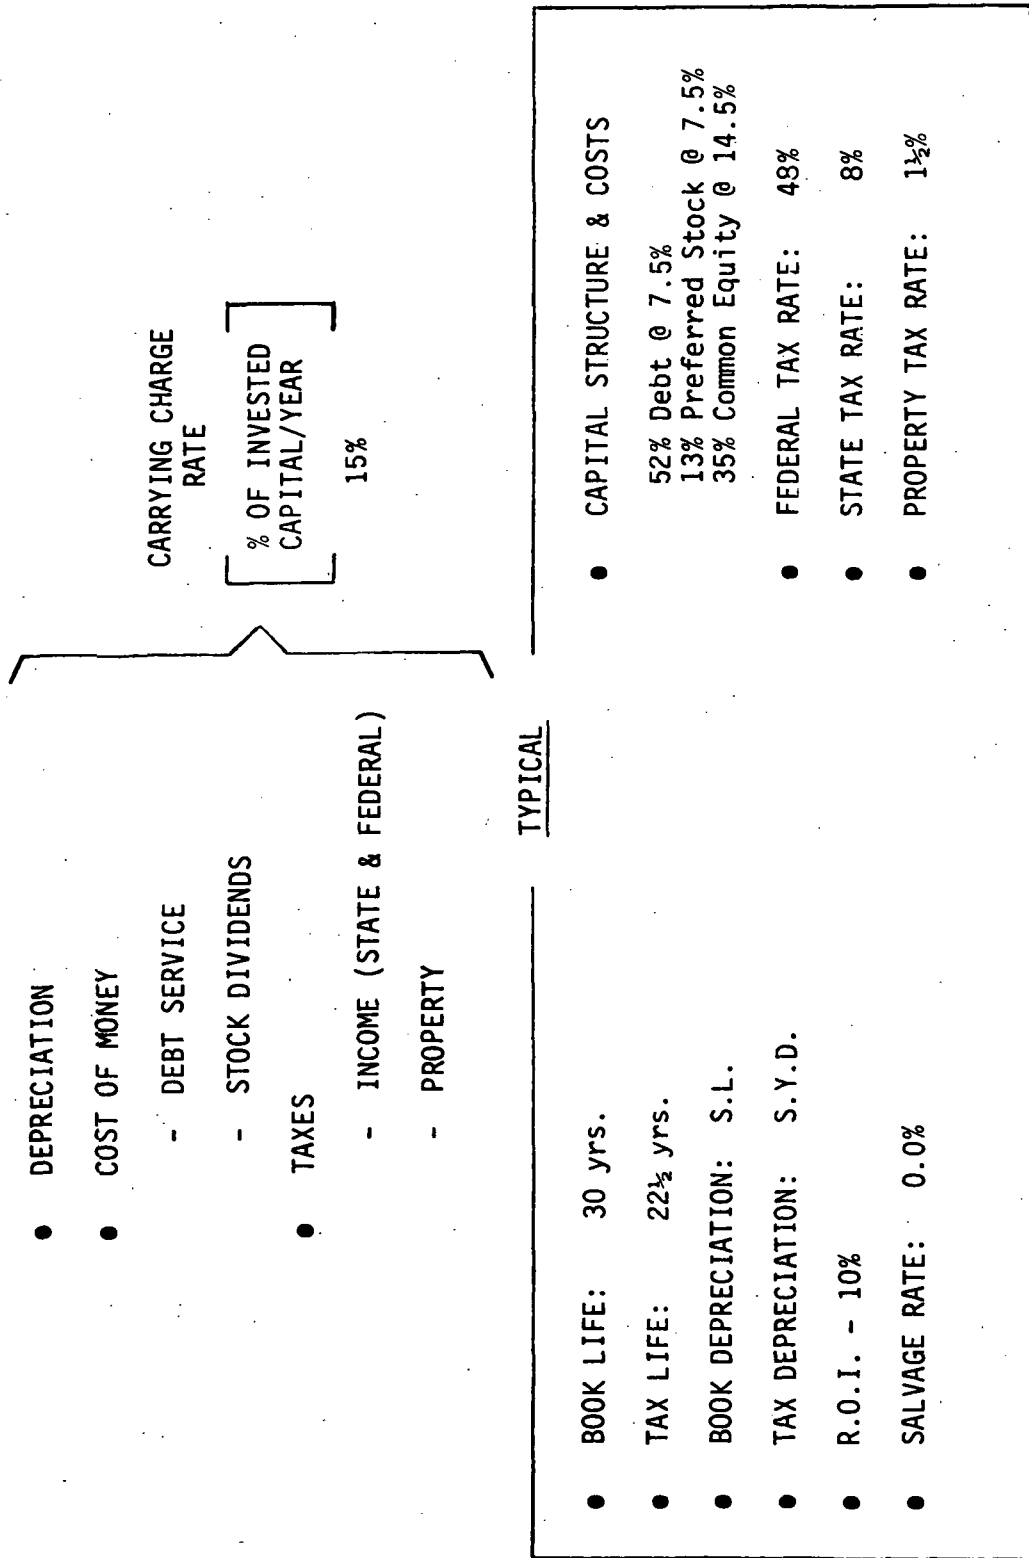 ● DEPRECIATION
● COST OF MONEY
- DEBT SERVICE
- STOCK DIVIDENDS
● TAXES
- INCOME (STATE & FEDERAL)
- PROPERTY
CARRYING CHARGE
RATE
% OF INVESTED
CAPITAL/YEAR
15%
TYPICAL
● BOOK LIFE: 30 yrs.
● TAX LIFE: 22½ yrs.
● BOOK DEPRECIATION: S.L.
● TAX DEPRECIATION: S.Y.D.
● R.O.I. - 10%
● SALVAGE RATE: 0.0%
● CAPITAL STRUCTURE & COSTS
52% Debt @ 7.5%
13% Preferred Stock @ 7.5%
35% Common Equity @ 14.5%
● FEDERAL TAX RATE: 48%
● STATE TAX RATE: 8%
● PROPERTY TAX RATE: 1½%